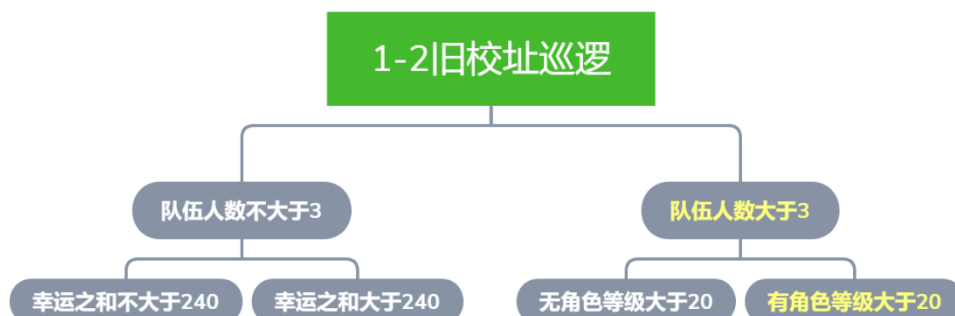 1-2旧校址巡逻
队伍人数不大于3
队伍人数大于3
幸运之和不大于240
幸运之和大于240
无角色等级大于20
有角色等级大于20